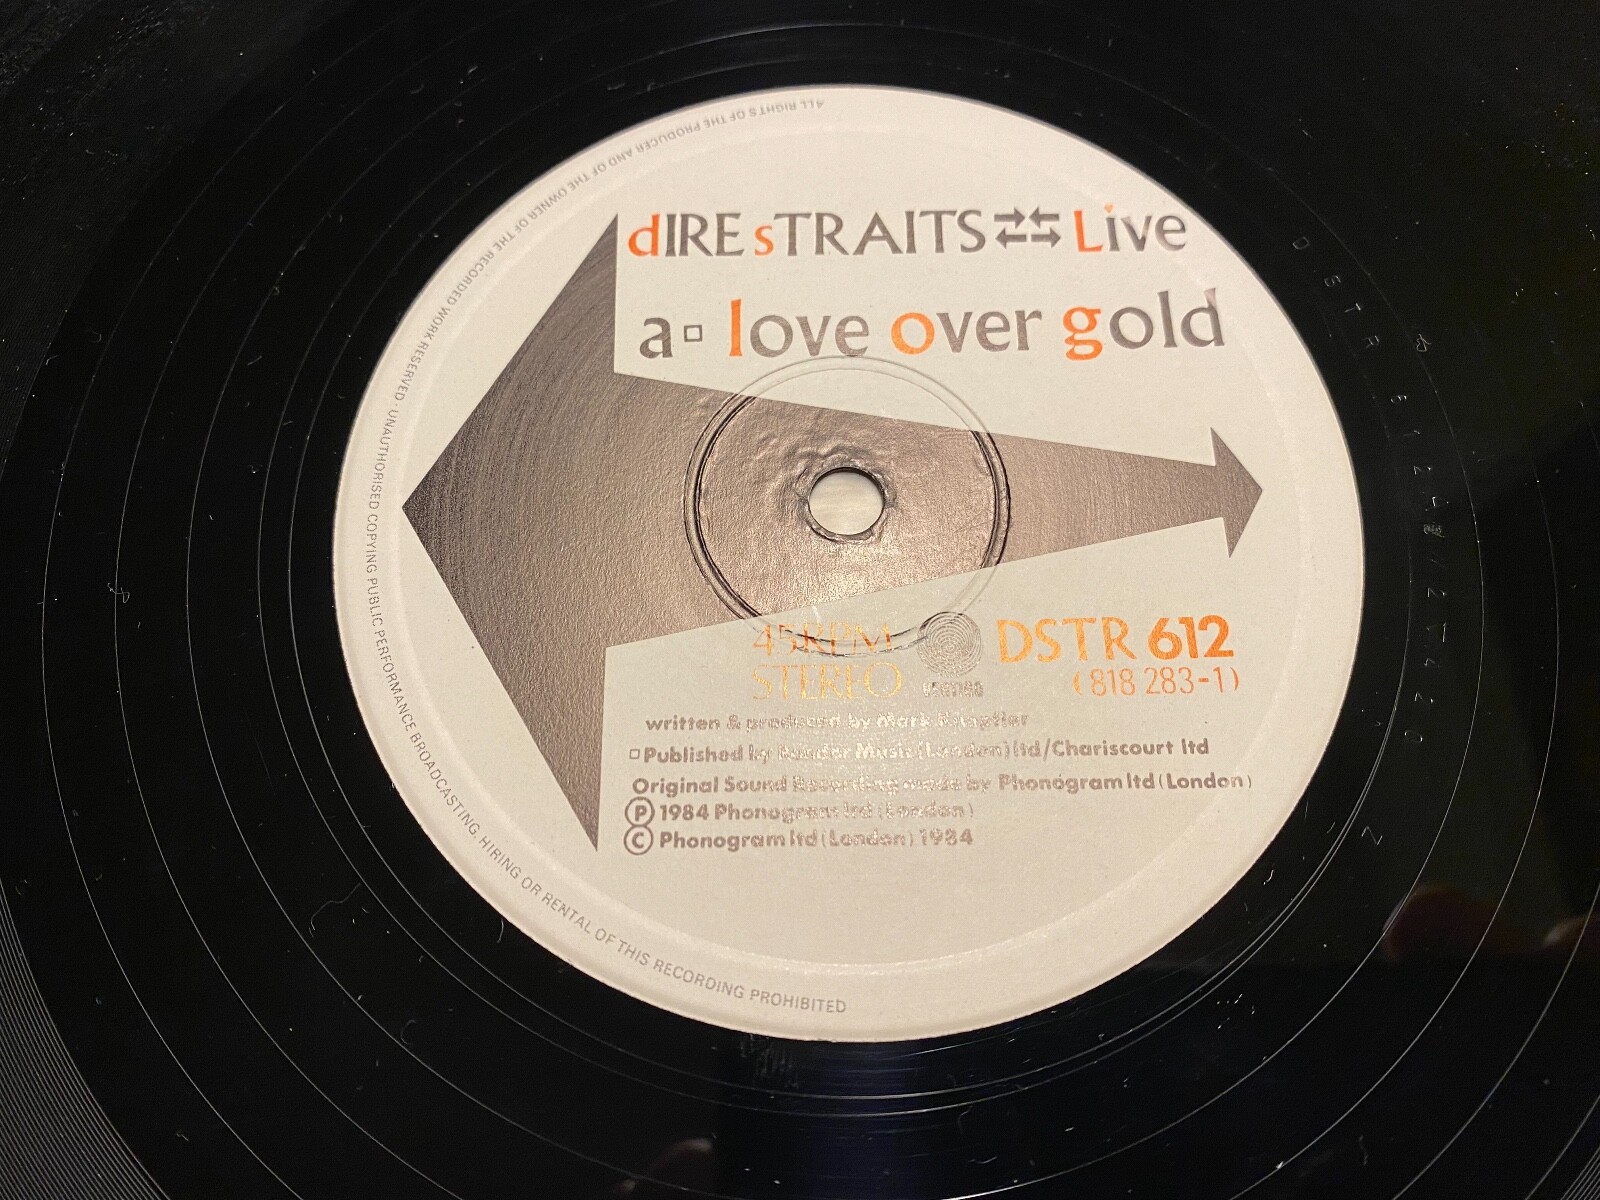 dIRE sTRAITS Live
a▫ love over gold
45RPM
STEREO
VERTIGO
DSTR 612
(818 283-1)
written & produced by Mark Knopfler
▫Published by Rondor Music (London) ltd/Chariscourt ltd
Original Sound Recording made by Phonogram ltd (London)
Ⓟ 1984 Phonogram ltd (London)
Ⓒ Phonogram ltd (London) 1984
ALL RIGHTS OF THE PRODUCER AND OF THE OWNER OF THE RECORDED WORK RESERVED · UNAUTHORISED COPYING PUBLIC PERFORMANCE BROADCASTING, HIRING OR RENTAL OF THIS RECORDING PROHIBITED